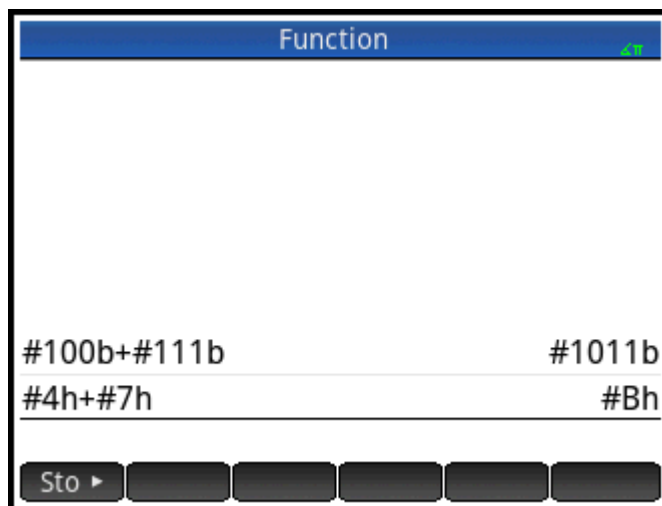 Function
∡π
#100b+#111b #1011b
#4h+#7h #Bh
Sto ►